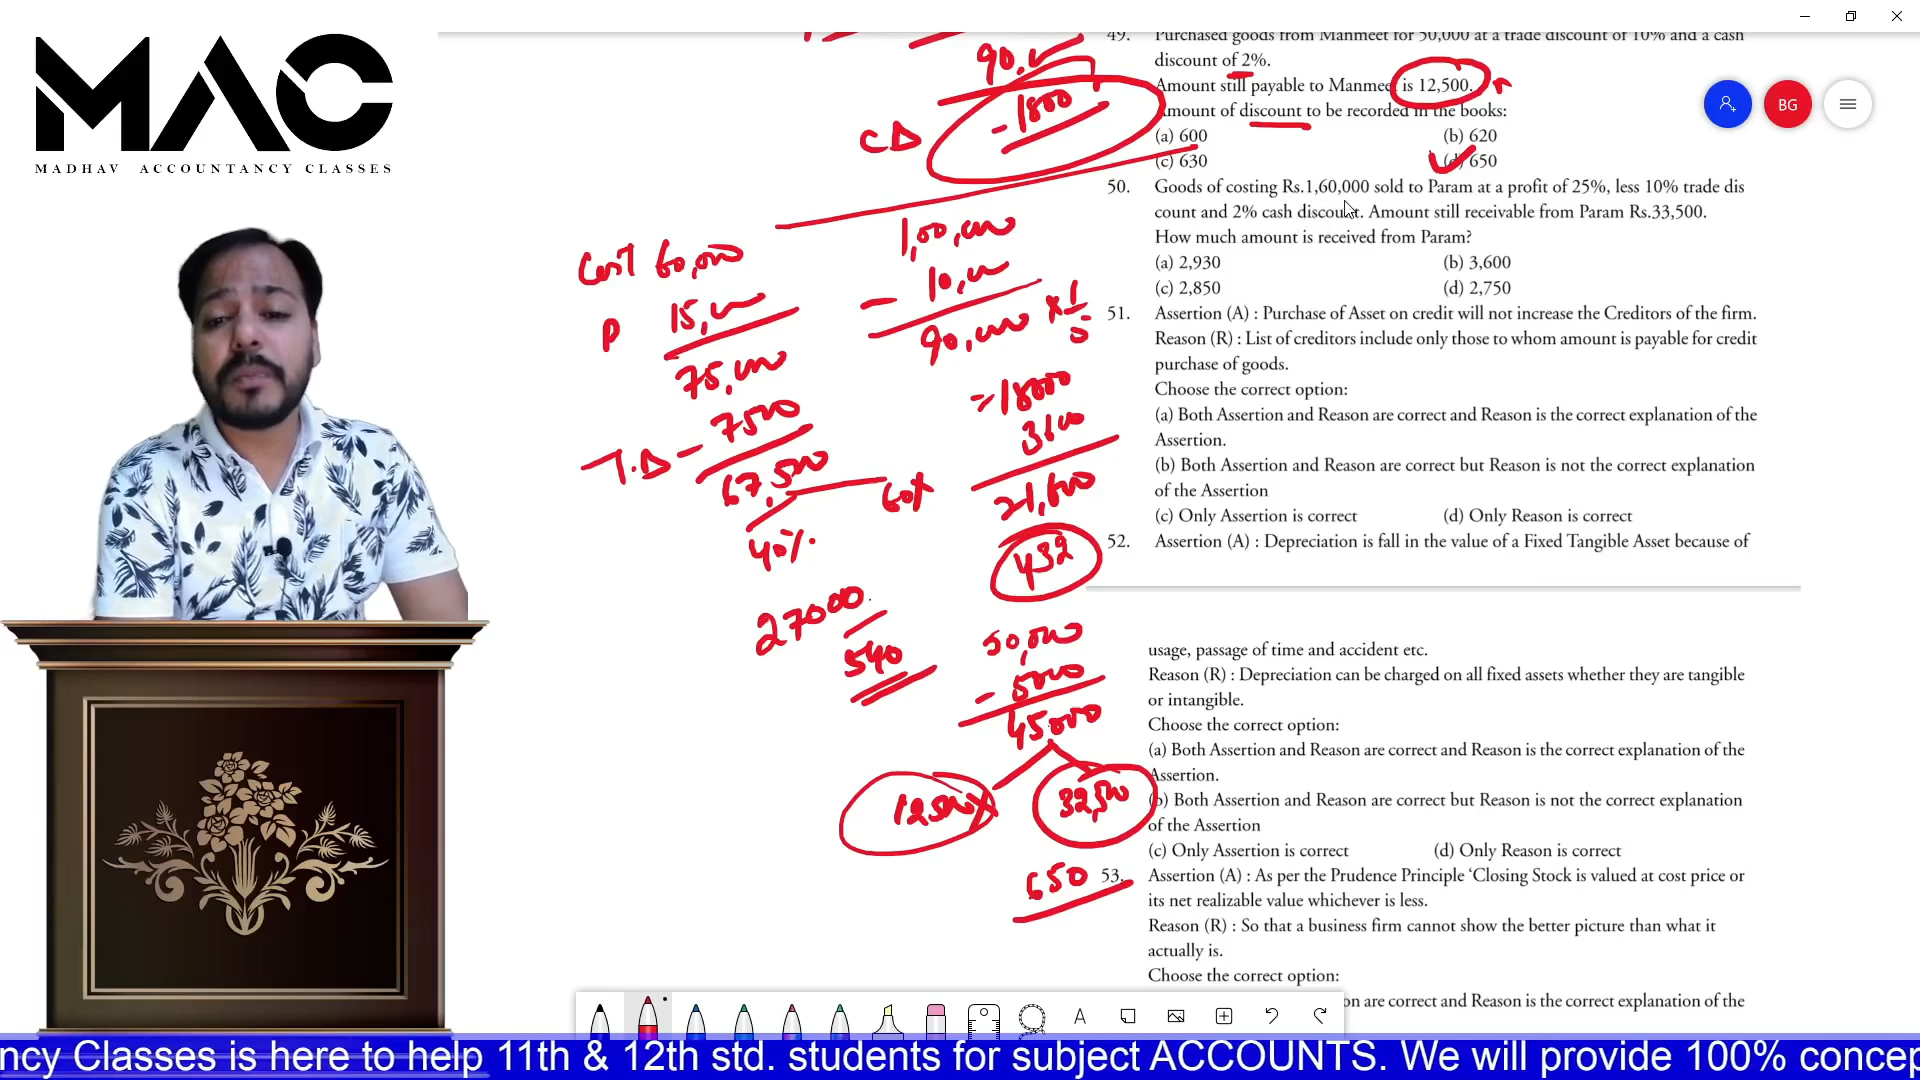 MAC
MADHAV ACCOUNTANCY CLASSES
BG
49. Purchased goods from Manmeet for 50,000 at a trade discount of 10% and a cash
discount of 2%.
Amount still payable to Manmeet is 12,500.
Amount of discount to be recorded in the books:
(a) 600 (b) 620
(c) 630 (d) 650
50. Goods of costing Rs.1,60,000 sold to Param at a profit of 25%, less 10% trade dis
count and 2% cash discount. Amount still receivable from Param Rs.33,500.
How much amount is received from Param?
(a) 2,930 (b) 3,600
(c) 2,850 (d) 2,750
51. Assertion (A) : Purchase of Asset on credit will not increase the Creditors of the firm.
Reason (R) : List of creditors include only those to whom amount is payable for credit
purchase of goods.
Choose the correct option:
(a) Both Assertion and Reason are correct and Reason is the correct explanation of the
Assertion.
(b) Both Assertion and Reason are correct but Reason is not the correct explanation
of the Assertion
(c) Only Assertion is correct (d) Only Reason is correct
52. Assertion (A) : Depreciation is fall in the value of a Fixed Tangible Asset because of
usage, passage of time and accident etc.
Reason (R) : Depreciation can be charged on all fixed assets whether they are tangible
or intangible.
Choose the correct option:
(a) Both Assertion and Reason are correct and Reason is the correct explanation of the
Assertion.
(b) Both Assertion and Reason are correct but Reason is not the correct explanation
of the Assertion
(c) Only Assertion is correct (d) Only Reason is correct
53. Assertion (A) : As per the Prudence Principle ‘Closing Stock is valued at cost price or
its net realizable value whichever is less.
Reason (R) : So that a business firm cannot show the better picture than what it
actually is.
Choose the correct option:
on are correct and Reason is the correct explanation of the
CD
- 1800
Cost 60,000
P 15,000
75,000
T.D - 7500
67,500
60%
40%
27000
540
1,00,000
- 10,000
90,000 × 1/5
= 18000
21,600
432
50,000
- 5000
45000
12500 32,500
650
ncy Classes is here to help 11th & 12th std. students for subject ACCOUNTS. We will provide 100% concep